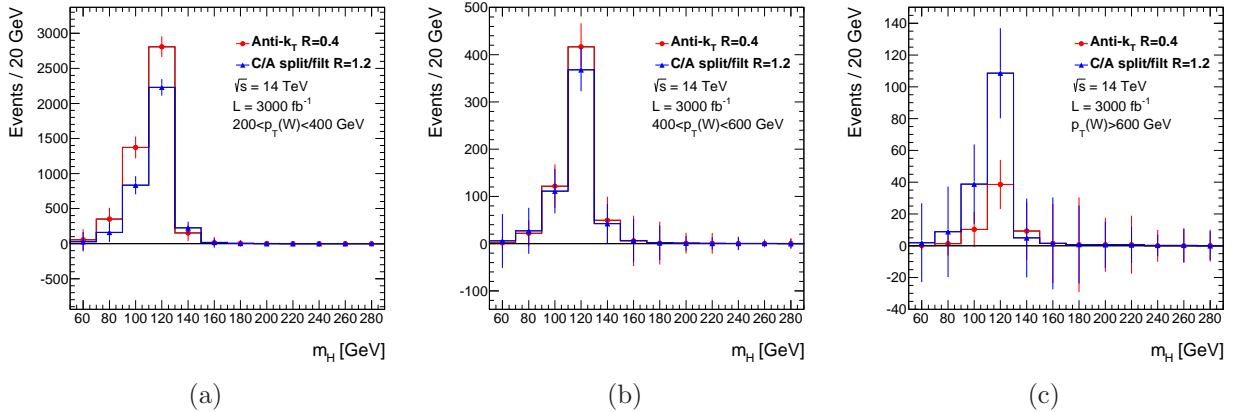 Events / 20 GeV
3000
2500
2000
1500
1000
500
0
-500
60 80 100 120 140 160 180 200 220 240 260 280
m_H [GeV]
Anti-k_T R=0.4
C/A split/filt R=1.2
√s = 14 TeV
L = 3000 fb⁻¹
200<p_T(W)<400 GeV
(a)
Events / 20 GeV
500
400
300
200
100
0
-100
60 80 100 120 140 160 180 200 220 240 260 280
m_H [GeV]
Anti-k_T R=0.4
C/A split/filt R=1.2
√s = 14 TeV
L = 3000 fb⁻¹
400<p_T(W)<600 GeV
(b)
Events / 20 GeV
140
120
100
80
60
40
20
0
-20
-40
60 80 100 120 140 160 180 200 220 240 260 280
m_H [GeV]
Anti-k_T R=0.4
C/A split/filt R=1.2
√s = 14 TeV
L = 3000 fb⁻¹
p_T(W)>600 GeV
(c)